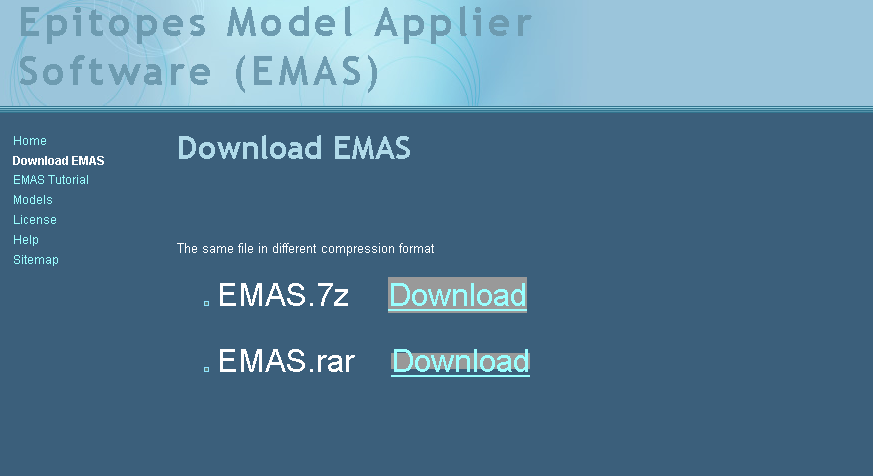 Epitopes Model Applier
Software (EMAS)
Home
Download EMAS
EMAS Tutorial
Models
License
Help
Sitemap
Download EMAS
The same file in different compression format
EMAS.7z Download
EMAS.rar Download